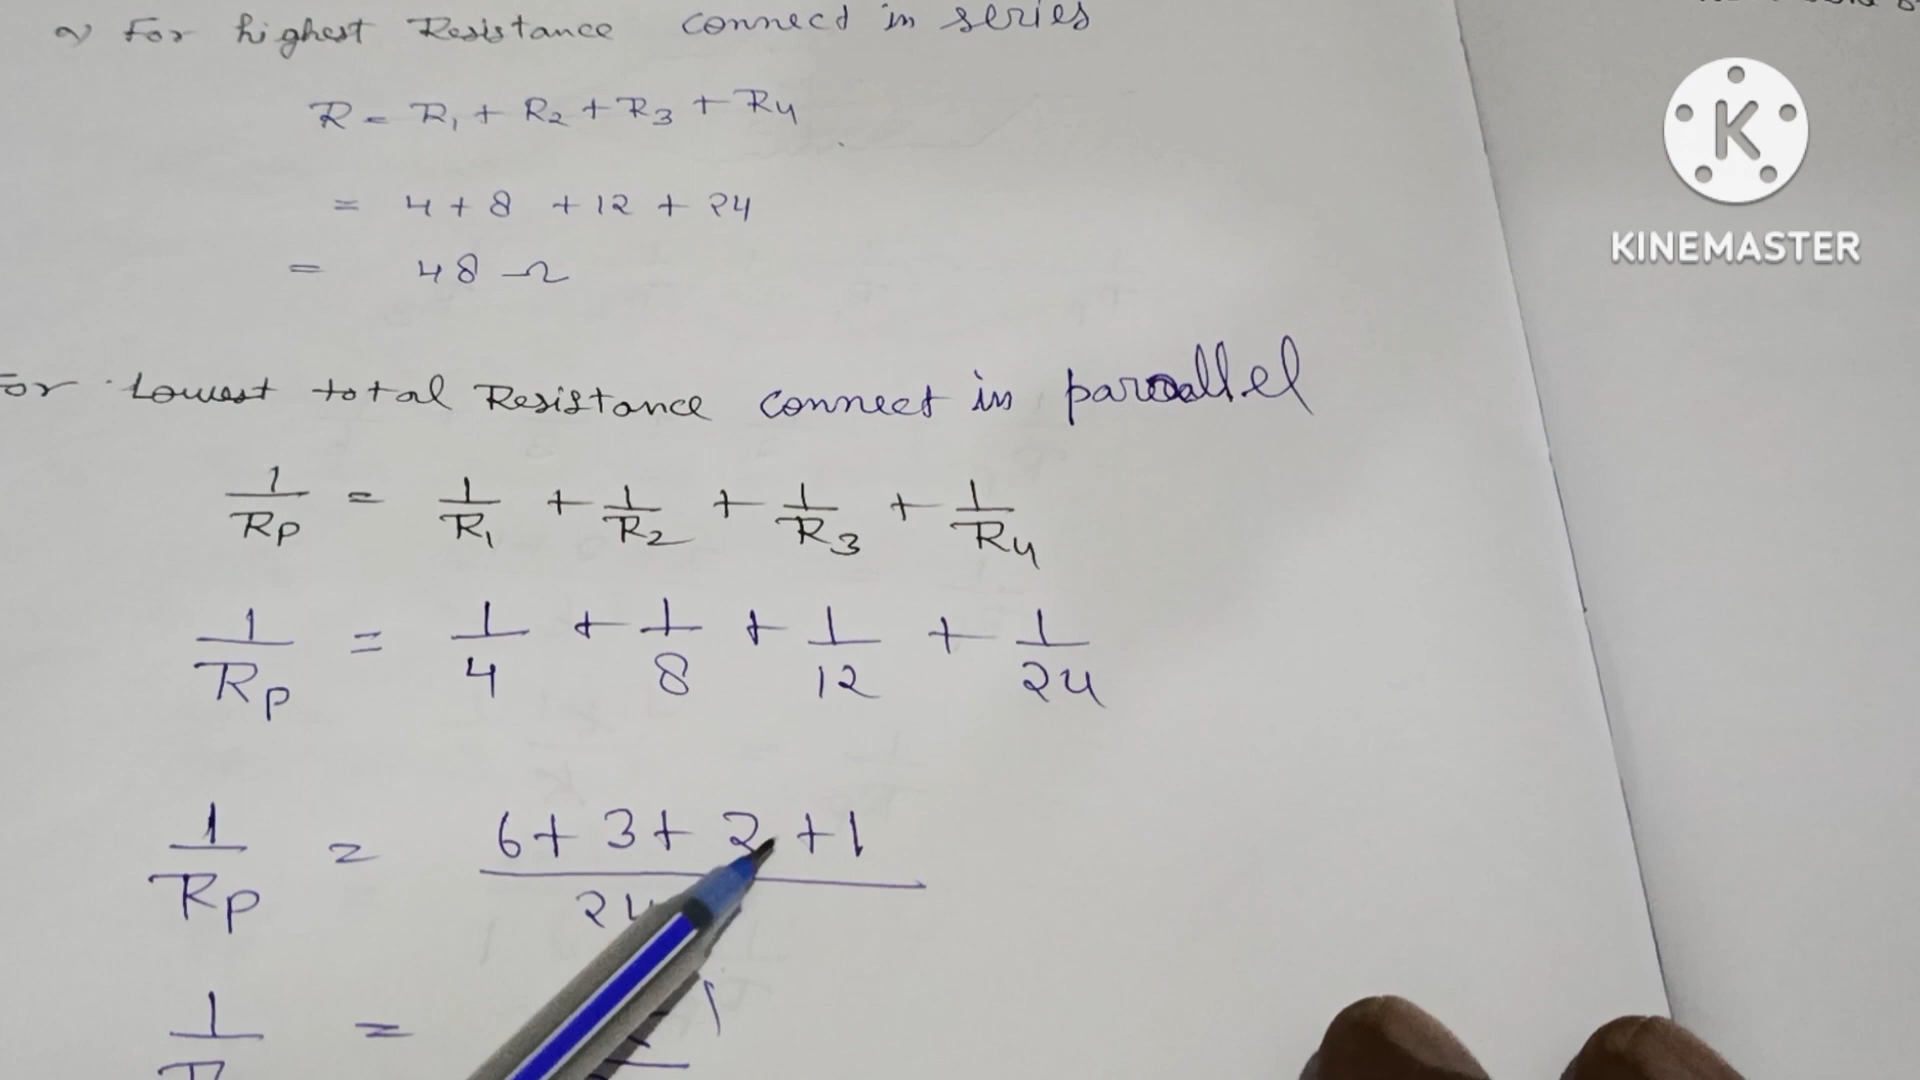 a) For highest Resistance connect in series
R = R₁ + R₂ + R₃ + R₄
= 4 + 8 + 12 + 24
= 48 Ω
KINEMASTER
For Lowest total Resistance connect in parallel
1/Rp = 1/R₁ + 1/R₂ + 1/R₃ + 1/R₄
1/Rp = 1/4 + 1/8 + 1/12 + 1/24
1/Rp = (6 + 3 + 2 + 1)/24
1 =